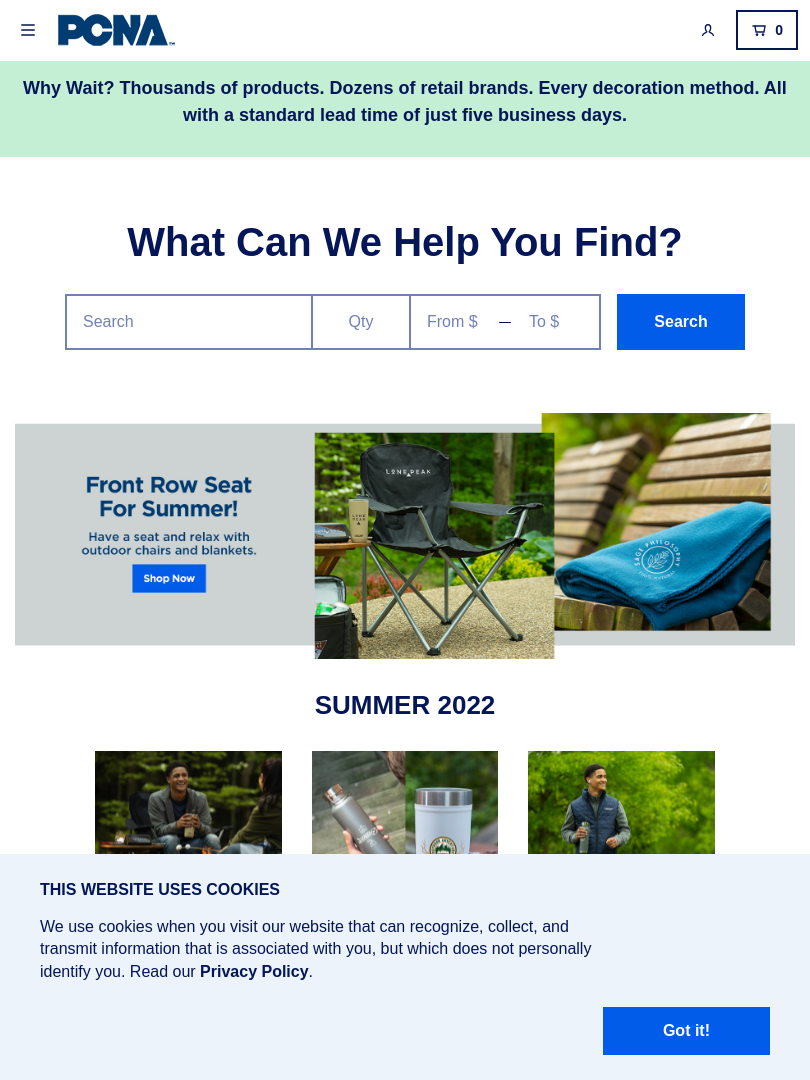 PCNA™
0
Why Wait? Thousands of products. Dozens of retail brands. Every decoration method. All
with a standard lead time of just five business days.
What Can We Help You Find?
Search
Qty
From $ — To $
Search
Front Row Seat
For Summer!
Have a seat and relax with
outdoor chairs and blankets.
Shop Now
LONE PEAK
LONE
PEAK
SAGE PHILOSOPHY
SUMMER 2022
THIS WEBSITE USES COOKIES
We use cookies when you visit our website that can recognize, collect, and
transmit information that is associated with you, but which does not personally
identify you. Read our Privacy Policy.
Got it!